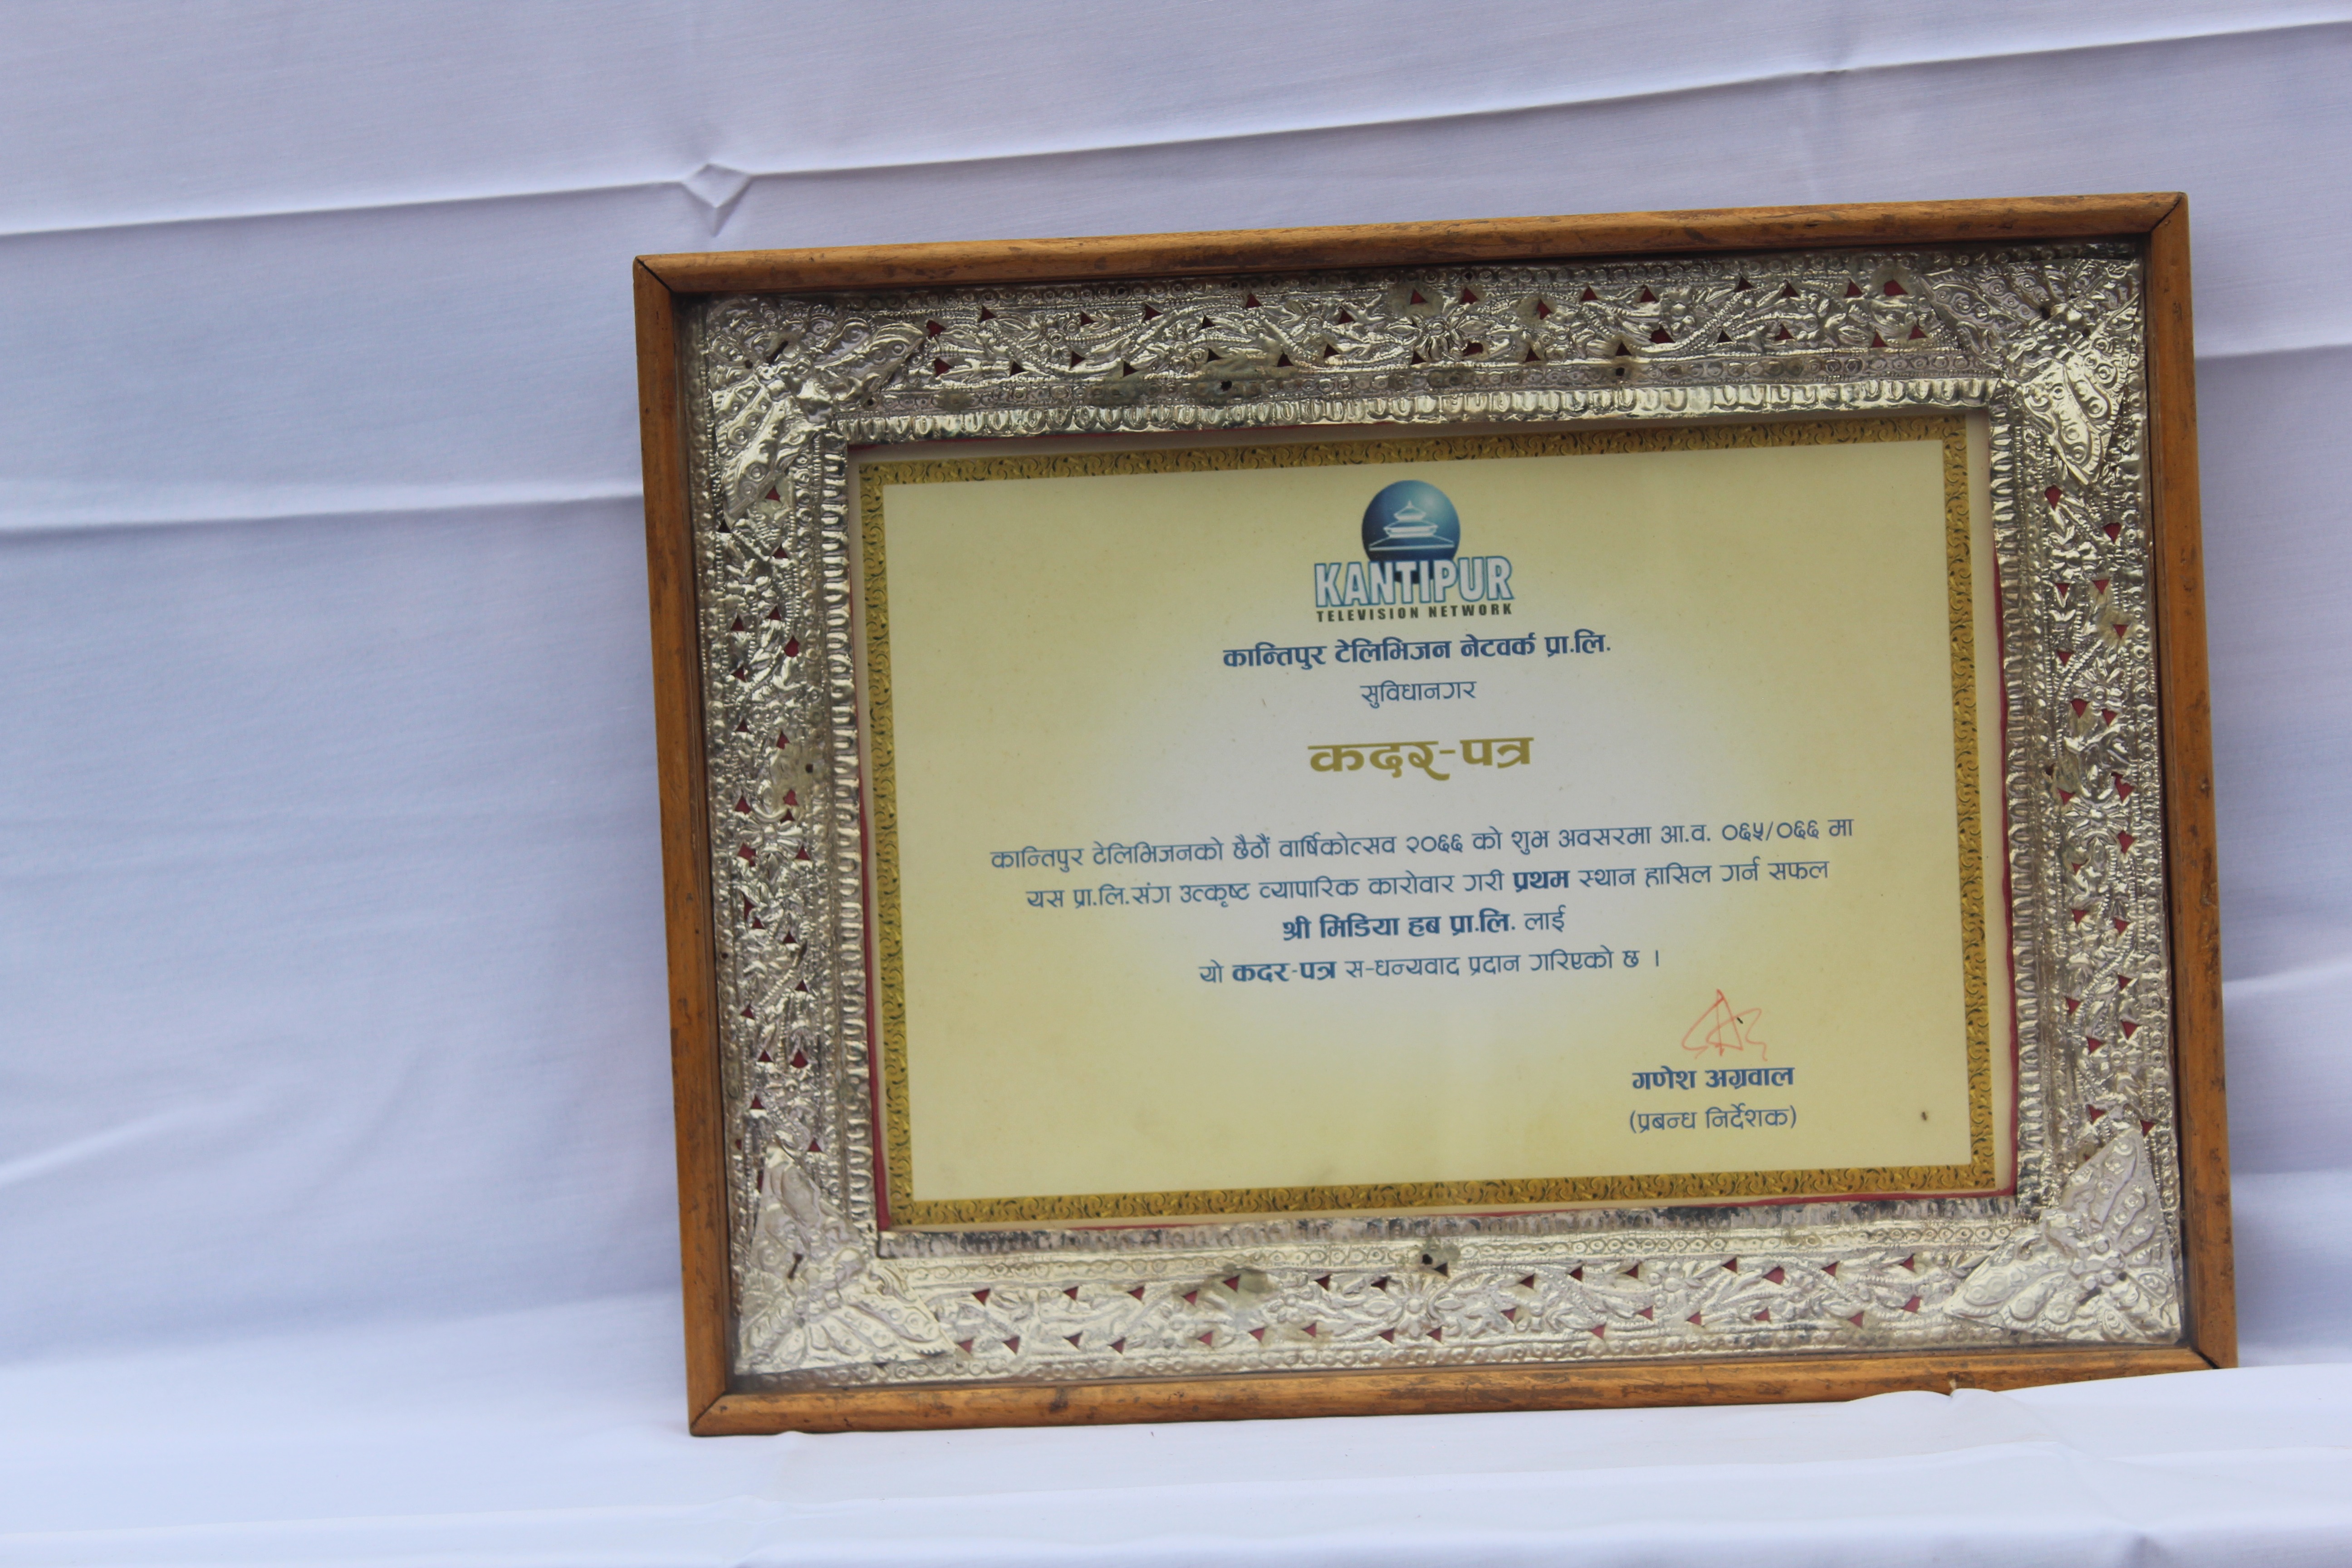 KANTIPUR
TELEVISION NETWORK
कान्तिपुर टेलिभिजन नेटवर्क प्रा.लि.
सुविधानगर
कदर-पत्र
कान्तिपुर टेलिभिजनको छैठौं वार्षिकोत्सव २०६६ को शुभ अवसरमा आ.व. ०६५/०६६ मा
यस प्रा.लि.संग उत्कृष्ट व्यापारिक कारोवार गरी प्रथम स्थान हासिल गर्न सफल
श्री मिडिया हब प्रा.लि. लाई
यो कदर-पत्र स-धन्यवाद प्रदान गरिएको छ ।
गणेश अग्रवाल
(प्रबन्ध निर्देशक)